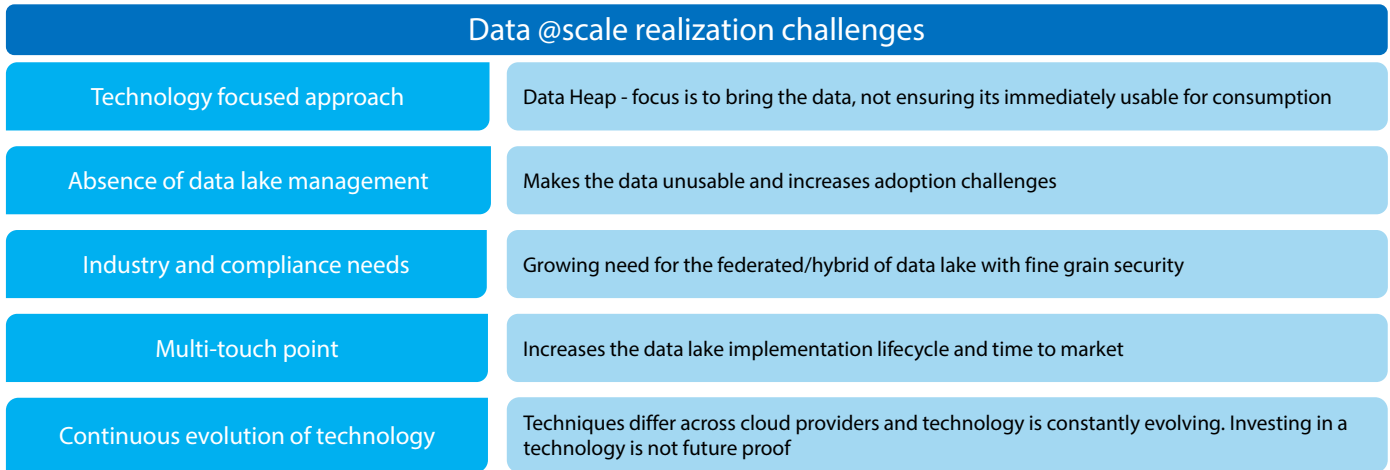 Data @scale realization challenges
Technology focused approach
Data Heap - focus is to bring the data, not ensuring its immediately usable for consumption
Absence of data lake management
Makes the data unusable and increases adoption challenges
Industry and compliance needs
Growing need for the federated/hybrid of data lake with fine grain security
Multi-touch point
Increases the data lake implementation lifecycle and time to market
Continuous evolution of technology
Techniques differ across cloud providers and technology is constantly evolving. Investing in a
technology is not future proof